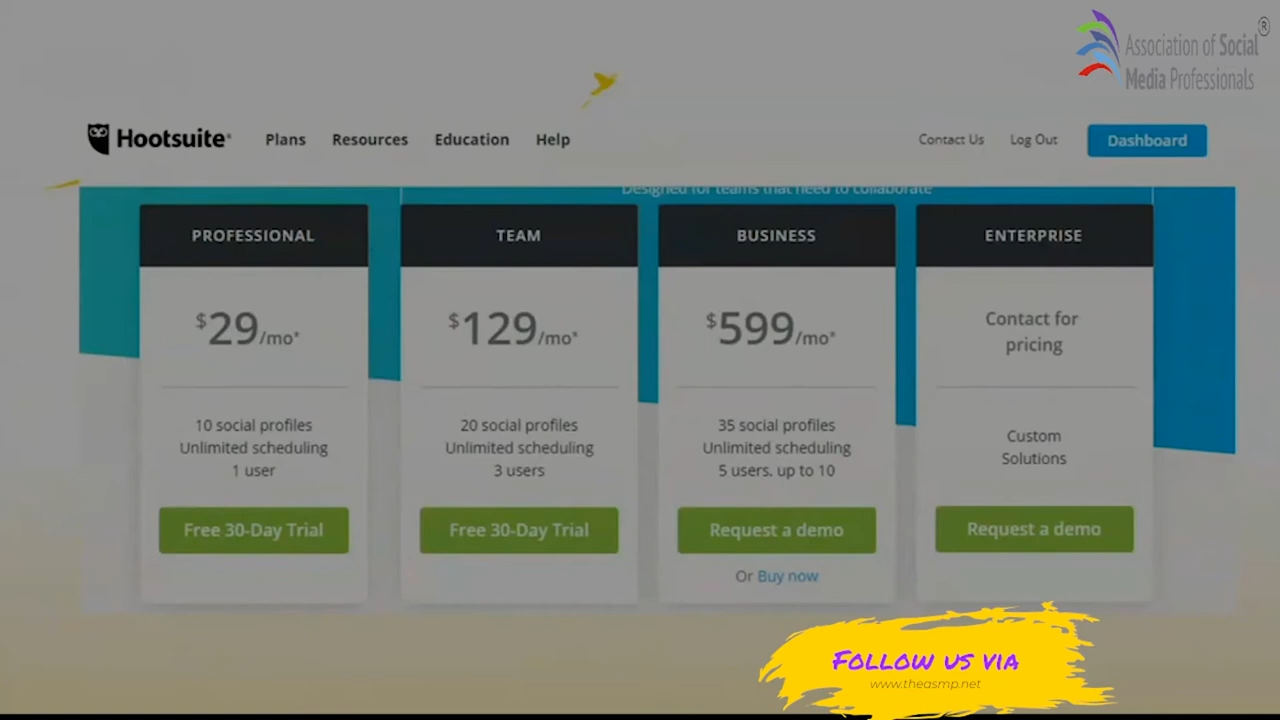 Association of Social ®
Media Professionals
Hootsuite® Plans Resources Education Help Contact Us Log Out Dashboard
Designed for teams that need to collaborate
PROFESSIONAL
$29/mo*
10 social profiles
Unlimited scheduling
1 user
Free 30-Day Trial
TEAM
$129/mo*
20 social profiles
Unlimited scheduling
3 users
Free 30-Day Trial
BUSINESS
$599/mo*
35 social profiles
Unlimited scheduling
5 users, up to 10
Request a demo
Or Buy now
ENTERPRISE
Contact for
pricing
Custom
Solutions
Request a demo
Follow us via
www.theasmp.net